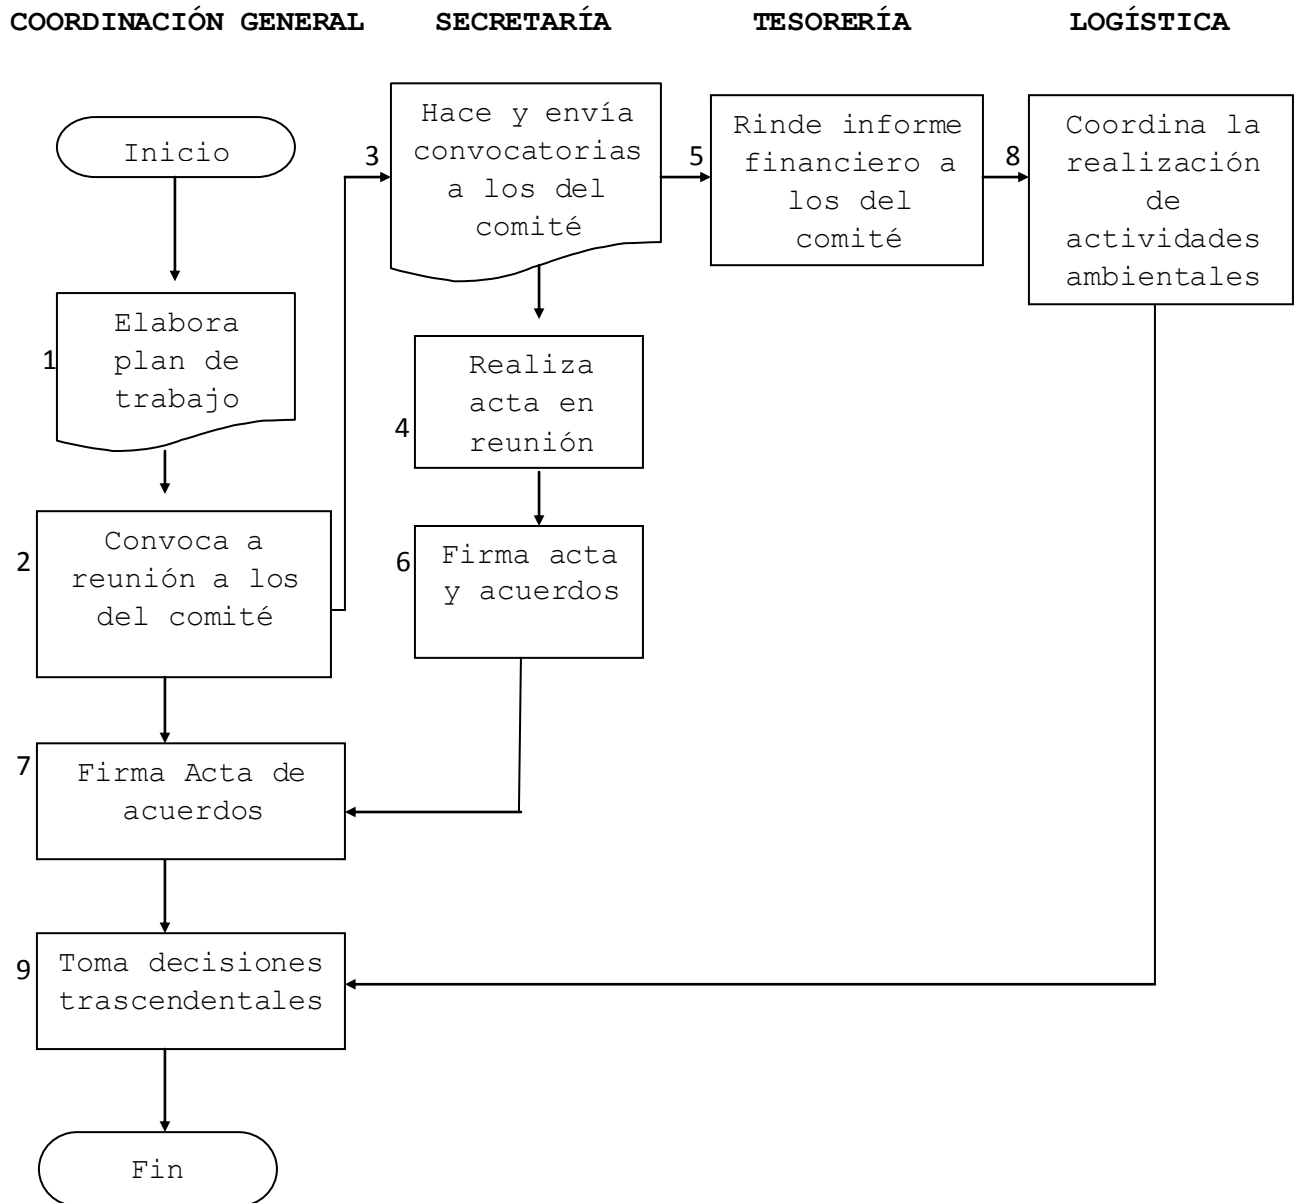 COORDINACIÓN GENERAL
SECRETARÍA
TESORERÍA
LOGÍSTICA
Inicio
1
Elabora
plan de
trabajo
2
Convoca a
reunión a los
del comité
3
Hace y envía
convocatorias
a los del
comité
4
Realiza
acta en
reunión
5
Rinde informe
financiero a
los del
comité
6
Firma acta
y acuerdos
7
Firma Acta de
acuerdos
8
Coordina la
realización
de
actividades
ambientales
9
Toma decisiones
trascendentales
Fin